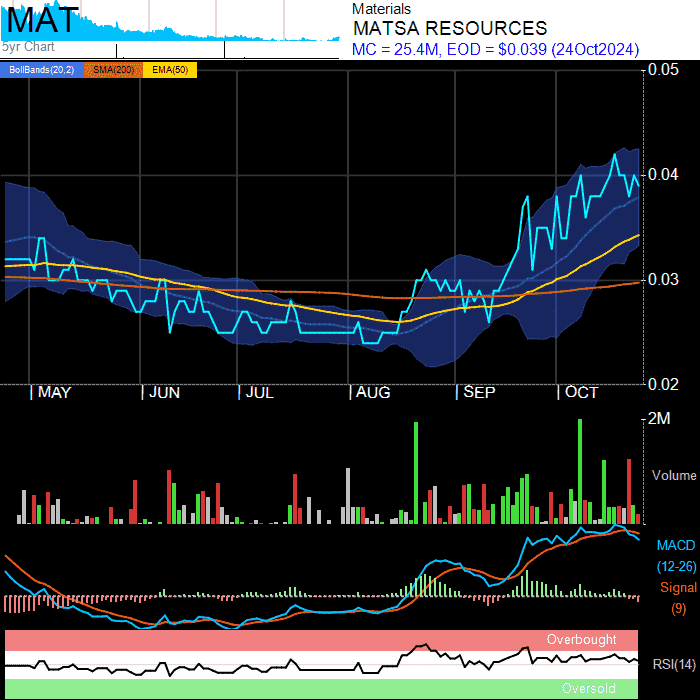 MAT
5yr Chart
Materials
MATSA RESOURCES
MC = 25.4M, EOD = $0.039 (24Oct2024)
BollBands(20,2) SMA(200) EMA(50)
0.05
0.04
0.03
0.02
MAY JUN JUL AUG SEP OCT
2M
Volume
MACD
(12-26)
Signal
(9)
Overbought
RSI(14)
Oversold